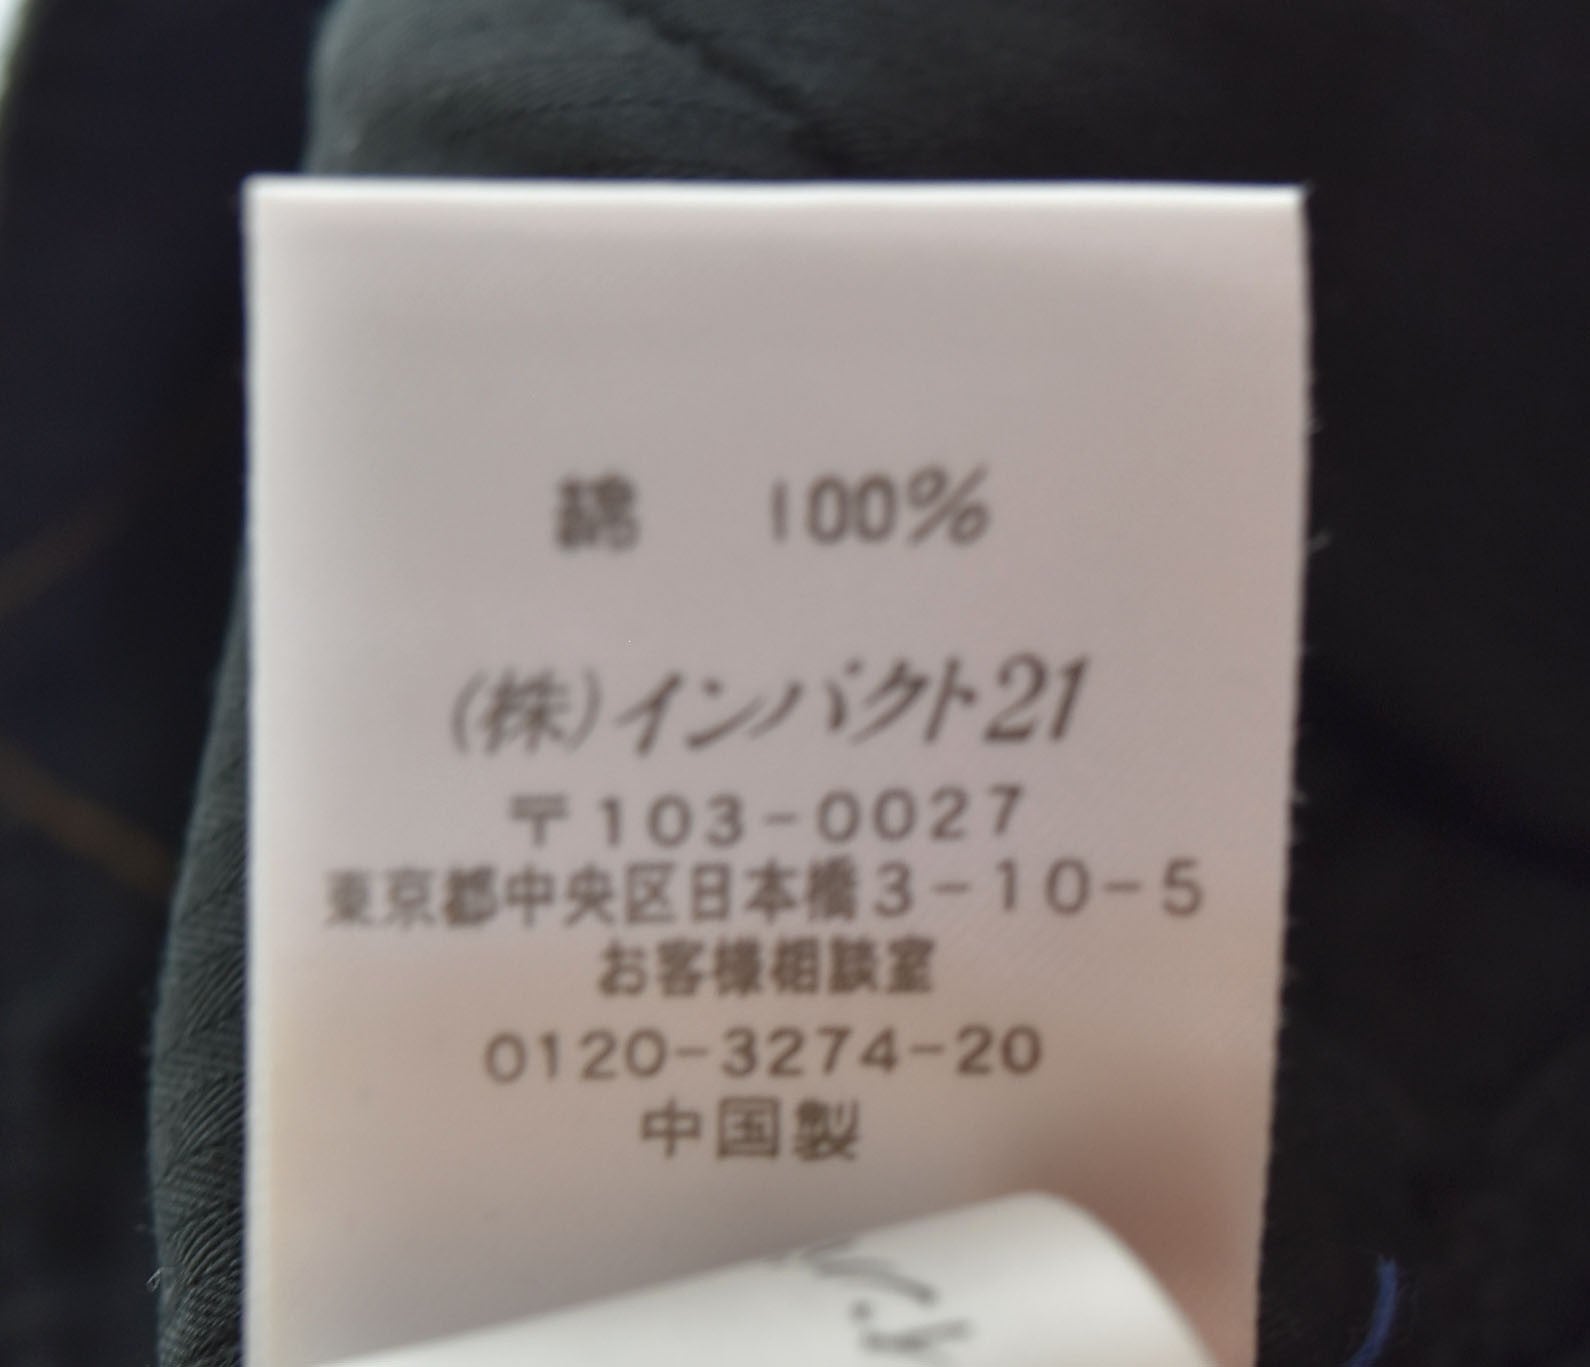 綿 100%
(株)インパクト21
〒103-0027
東京都中央区日本橋3-10-5
お客様相談室
0120-3274-20
中国製